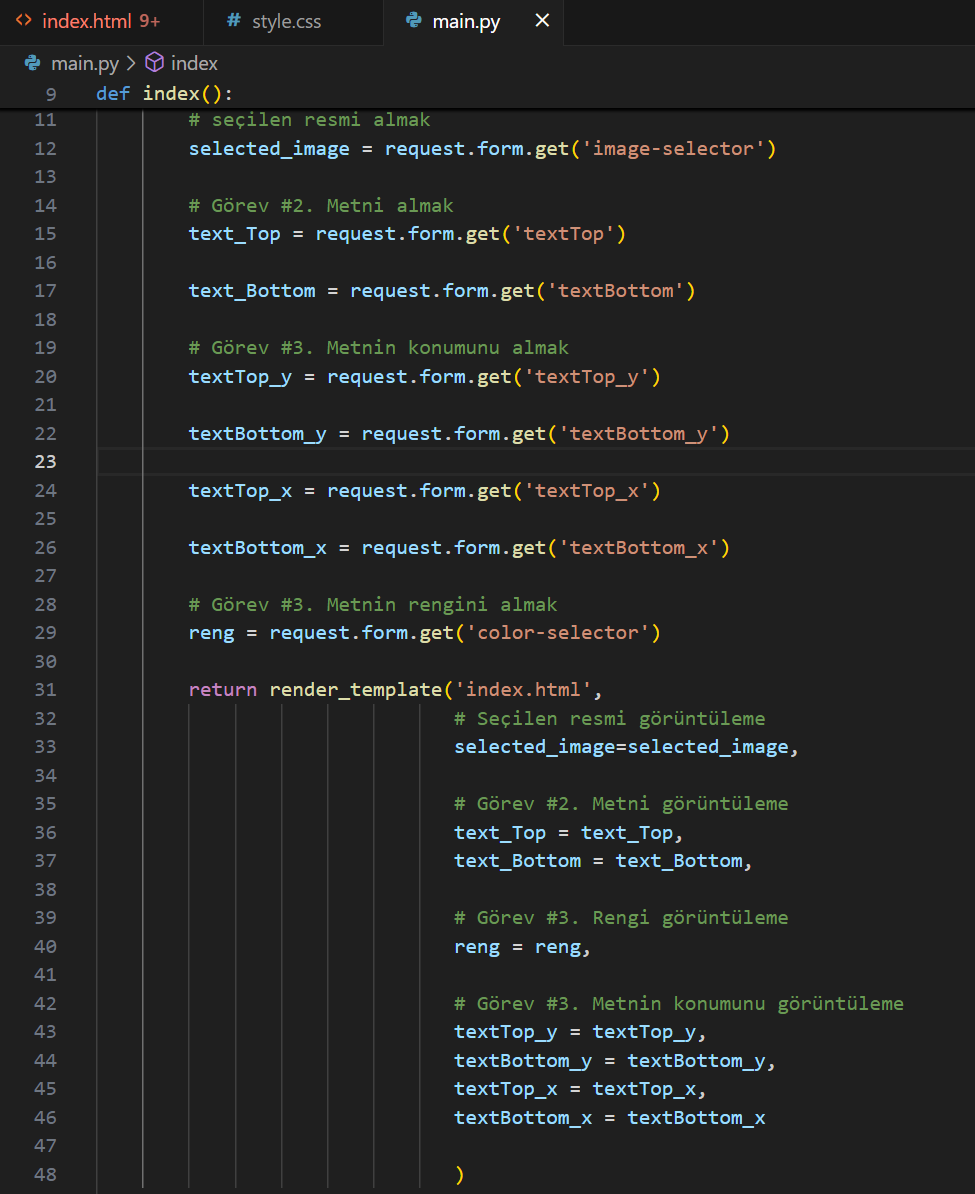 index.html 9+ style.css main.py
main.py > index
9 def index():
11 # seçilen resmi almak
12 selected_image = request.form.get('image-selector')
13
14 # Görev #2. Metni almak
15 text_Top = request.form.get('textTop')
16
17 text_Bottom = request.form.get('textBottom')
18
19 # Görev #3. Metnin konumunu almak
20 textTop_y = request.form.get('textTop_y')
21
22 textBottom_y = request.form.get('textBottom_y')
23
24 textTop_x = request.form.get('textTop_x')
25
26 textBottom_x = request.form.get('textBottom_x')
27
28 # Görev #3. Metnin rengini almak
29 reng = request.form.get('color-selector')
30
31 return render_template('index.html',
32 # Seçilen resmi görüntüleme
33 selected_image=selected_image,
34
35 # Görev #2. Metni görüntüleme
36 text_Top = text_Top,
37 text_Bottom = text_Bottom,
38
39 # Görev #3. Rengi görüntüleme
40 reng = reng,
41
42 # Görev #3. Metnin konumunu görüntüleme
43 textTop_y = textTop_y,
44 textBottom_y = textBottom_y,
45 textTop_x = textTop_x,
46 textBottom_x = textBottom_x
47
48 )